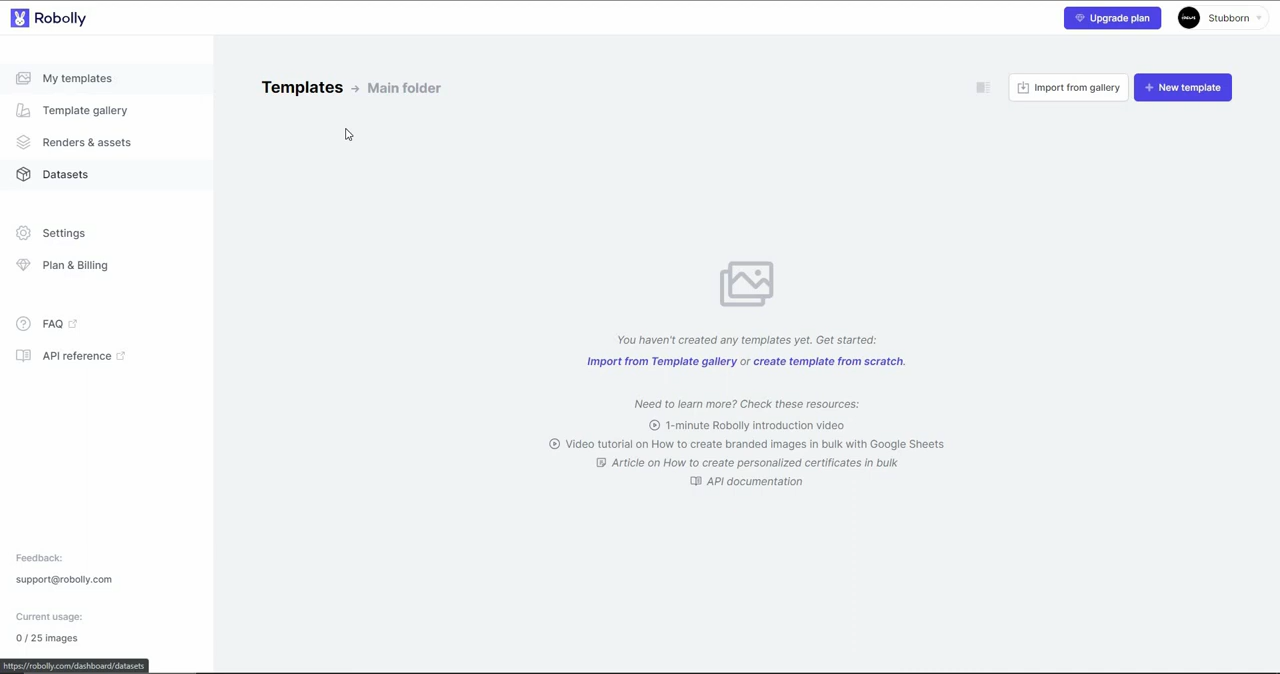 Robolly
Upgrade plan
Stubborn
My templates
Template gallery
Renders & assets
Datasets
Settings
Plan & Billing
FAQ
API reference
Feedback:
support@robolly.com
Current usage:
0 / 25 images
https://robolly.com/dashboard/datasets
Templates → Main folder
Import from gallery
+ New template
You haven't created any templates yet. Get started:
Import from Template gallery or create template from scratch.
Need to learn more? Check these resources:
1-minute Robolly introduction video
Video tutorial on How to create branded images in bulk with Google Sheets
Article on How to create personalized certificates in bulk
API documentation